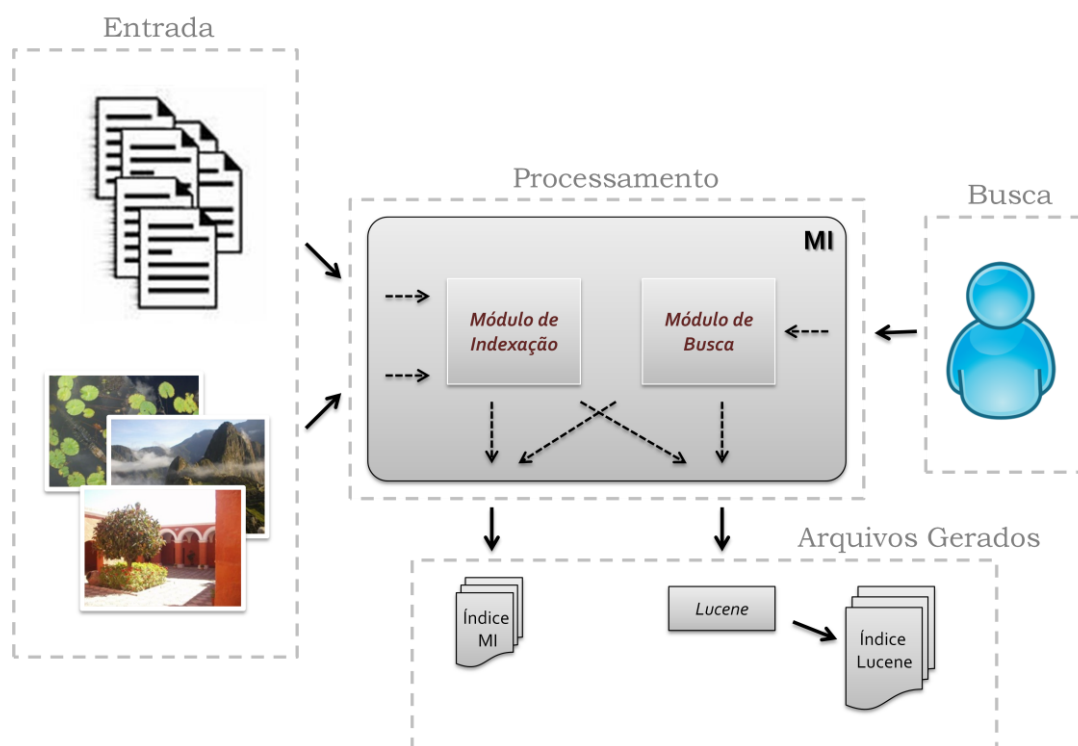 Entrada
Processamento
Busca
MI
Módulo de
Indexação
Módulo de
Busca
Arquivos Gerados
Índice
MI
Lucene
Índice
Lucene